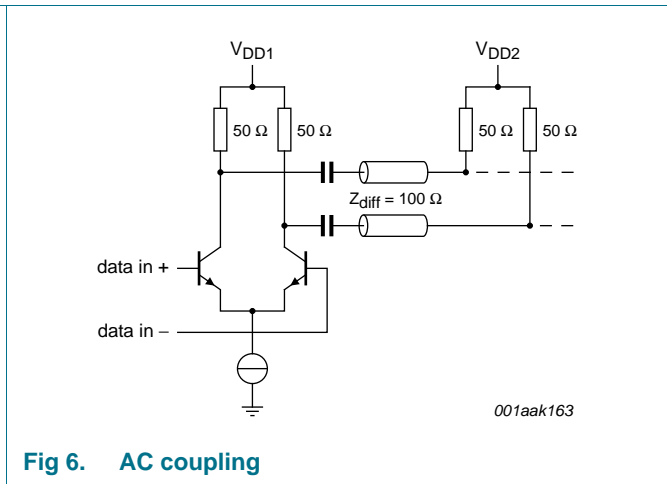 VDD1
VDD2
50 Ω
50 Ω
50 Ω
50 Ω
Zdiff = 100 Ω
data in +
data in −
001aak163
Fig 6. AC coupling